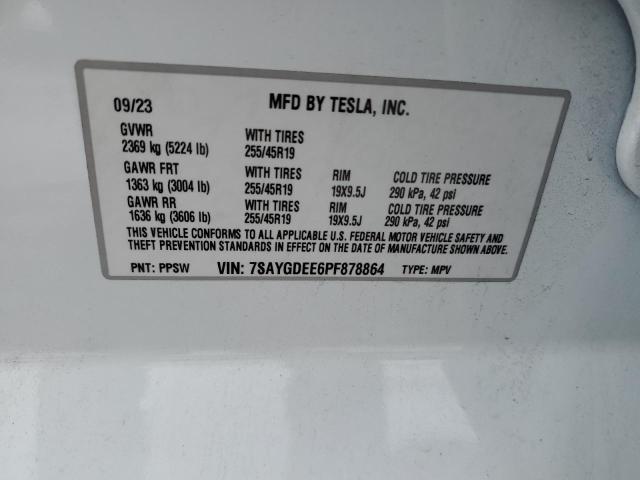 09/23 MFD BY TESLA, INC.
GVWR WITH TIRES
2369 kg (5224 lb) 255/45R19
GAWR FRT WITH TIRES RIM COLD TIRE PRESSURE
1363 kg (3004 lb) 255/45R19 19X9.5J 290 kPa, 42 psi
GAWR RR WITH TIRES RIM COLD TIRE PRESSURE
1636 kg (3606 lb) 255/45R19 19X9.5J 290 kPa, 42 psi
THIS VEHICLE CONFORMS TO ALL APPLICABLE U.S. FEDERAL MOTOR VEHICLE SAFETY AND
THEFT PREVENTION STANDARDS IN EFFECT ON THE DATE OF MANUFACTURE SHOWN ABOVE.
PNT: PPSW VIN: 7SAYGDEE6PF878864 TYPE: MPV